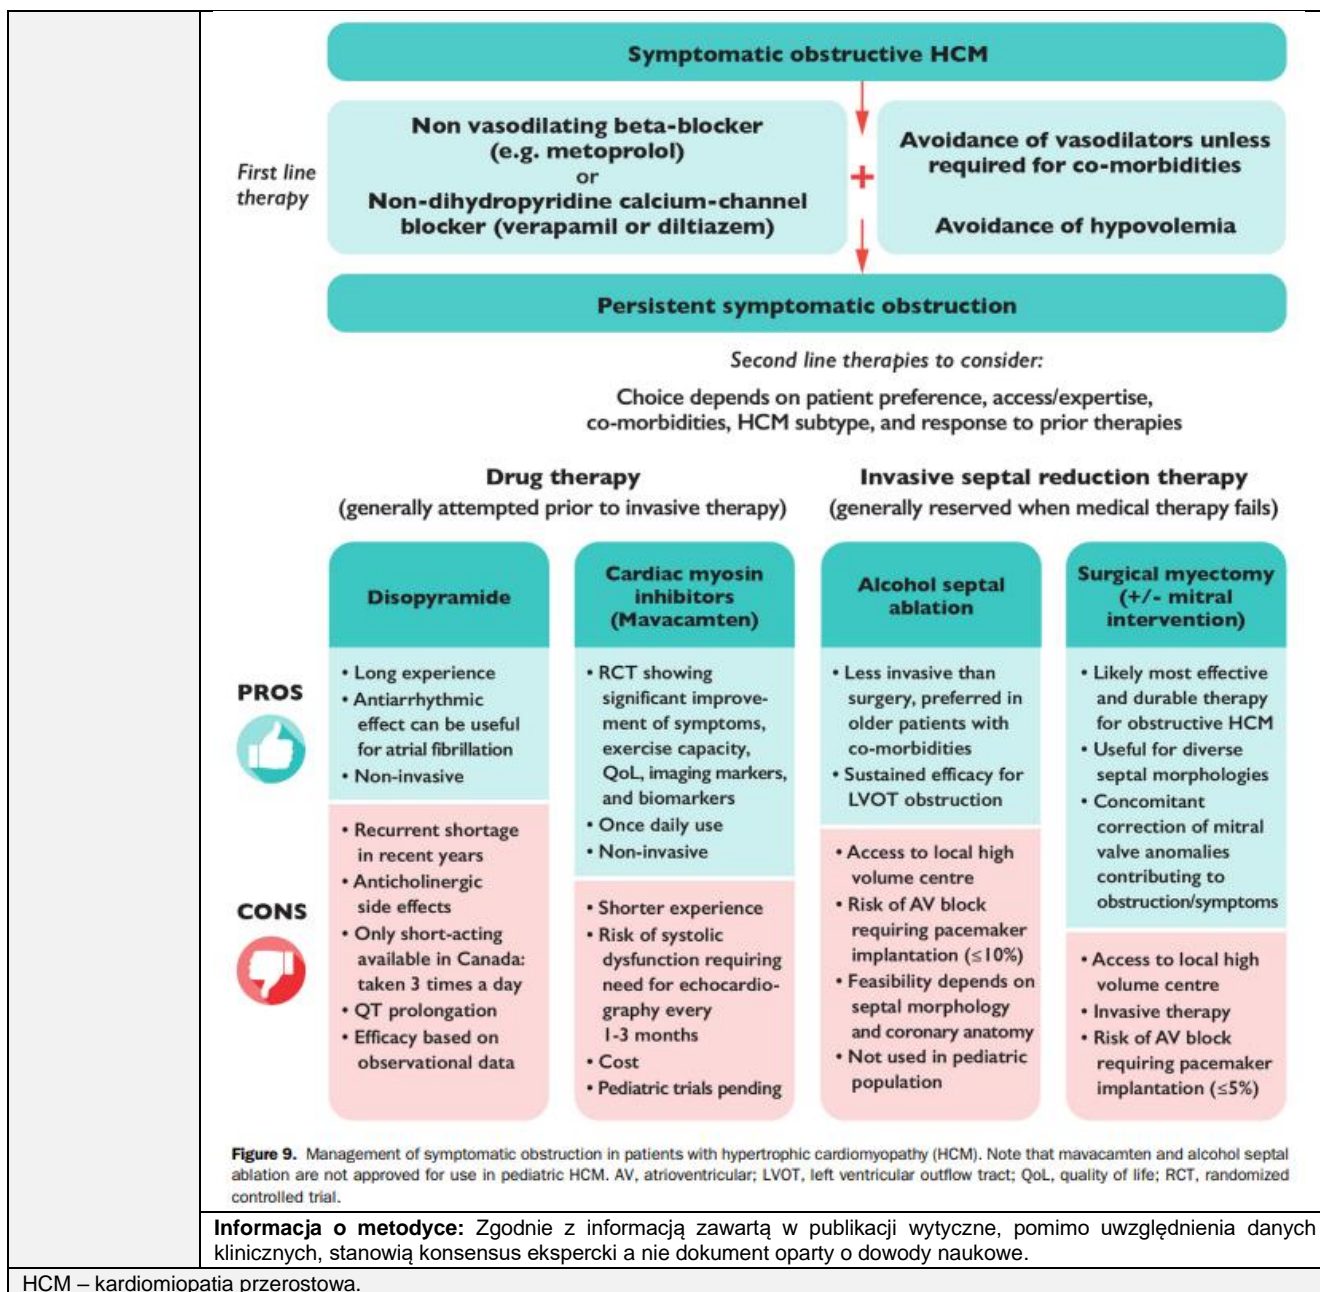 Symptomatic obstructive HCM
First line
therapy
Non vasodilating beta-blocker
(e.g. metoprolol)
or
Non-dihydropyridine calcium-channel
blocker (verapamil or diltiazem)
+
Avoidance of vasodilators unless
required for co-morbidities
Avoidance of hypovolemia
Persistent symptomatic obstruction
Second line therapies to consider:
Choice depends on patient preference, access/expertise,
co-morbidities, HCM subtype, and response to prior therapies
Drug therapy
(generally attempted prior to invasive therapy)
Invasive septal reduction therapy
(generally reserved when medical therapy fails)
PROS
CONS
Disopyramide
• Long experience
• Antiarrhythmic
effect can be useful
for atrial fibrillation
• Non-invasive
• Recurrent shortage
in recent years
• Anticholinergic
side effects
• Only short-acting
available in Canada:
taken 3 times a day
• QT prolongation
• Efficacy based on
observational data
Cardiac myosin
inhibitors
(Mavacamten)
• RCT showing
significant improve-
ment of symptoms,
exercise capacity,
QoL, imaging markers,
and biomarkers
• Once daily use
• Non-invasive
• Shorter experience
• Risk of systolic
dysfunction requiring
need for echocardio-
graphy every
1-3 months
• Cost
• Pediatric trials pending
Alcohol septal
ablation
• Less invasive than
surgery, preferred in
older patients with
co-morbidities
• Sustained efficacy for
LVOT obstruction
• Access to local high
volume centre
• Risk of AV block
requiring pacemaker
implantation (≤10%)
• Feasibility depends on
septal morphology
and coronary anatomy
• Not used in pediatric
population
Surgical myectomy
(+/- mitral
intervention)
• Likely most effective
and durable therapy
for obstructive HCM
• Useful for diverse
septal morphologies
• Concomitant
correction of mitral
valve anomalies
contributing to
obstruction/symptoms
• Access to local high
volume centre
• Invasive therapy
• Risk of AV block
requiring pacemaker
implantation (≤5%)
Figure 9. Management of symptomatic obstruction in patients with hypertrophic cardiomyopathy (HCM). Note that mavacamten and alcohol septal
ablation are not approved for use in pediatric HCM. AV, atrioventricular; LVOT, left ventricular outflow tract; QoL, quality of life; RCT, randomized
controlled trial.
Informacja o metodyce: Zgodnie z informacją zawartą w publikacji wytyczne, pomimo uwzględnienia danych
klinicznych, stanowią konsensus ekspercki a nie dokument oparty o dowody naukowe.
HCM – kardiomiopatia przerostowa.